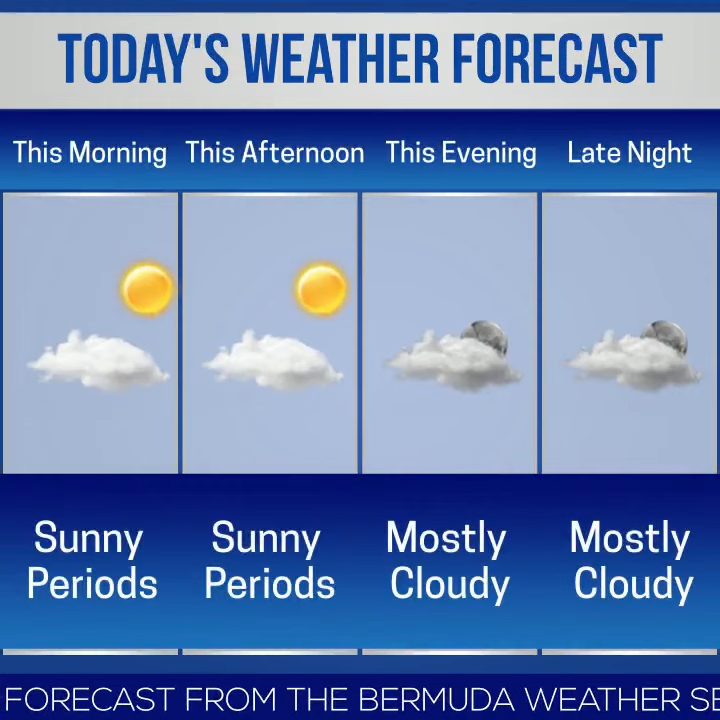 TODAY'S WEATHER FORECAST
This Morning This Afternoon This Evening Late Night
Sunny Periods
Sunny Periods
Mostly Cloudy
Mostly Cloudy
FORECAST FROM THE BERMUDA WEATHER